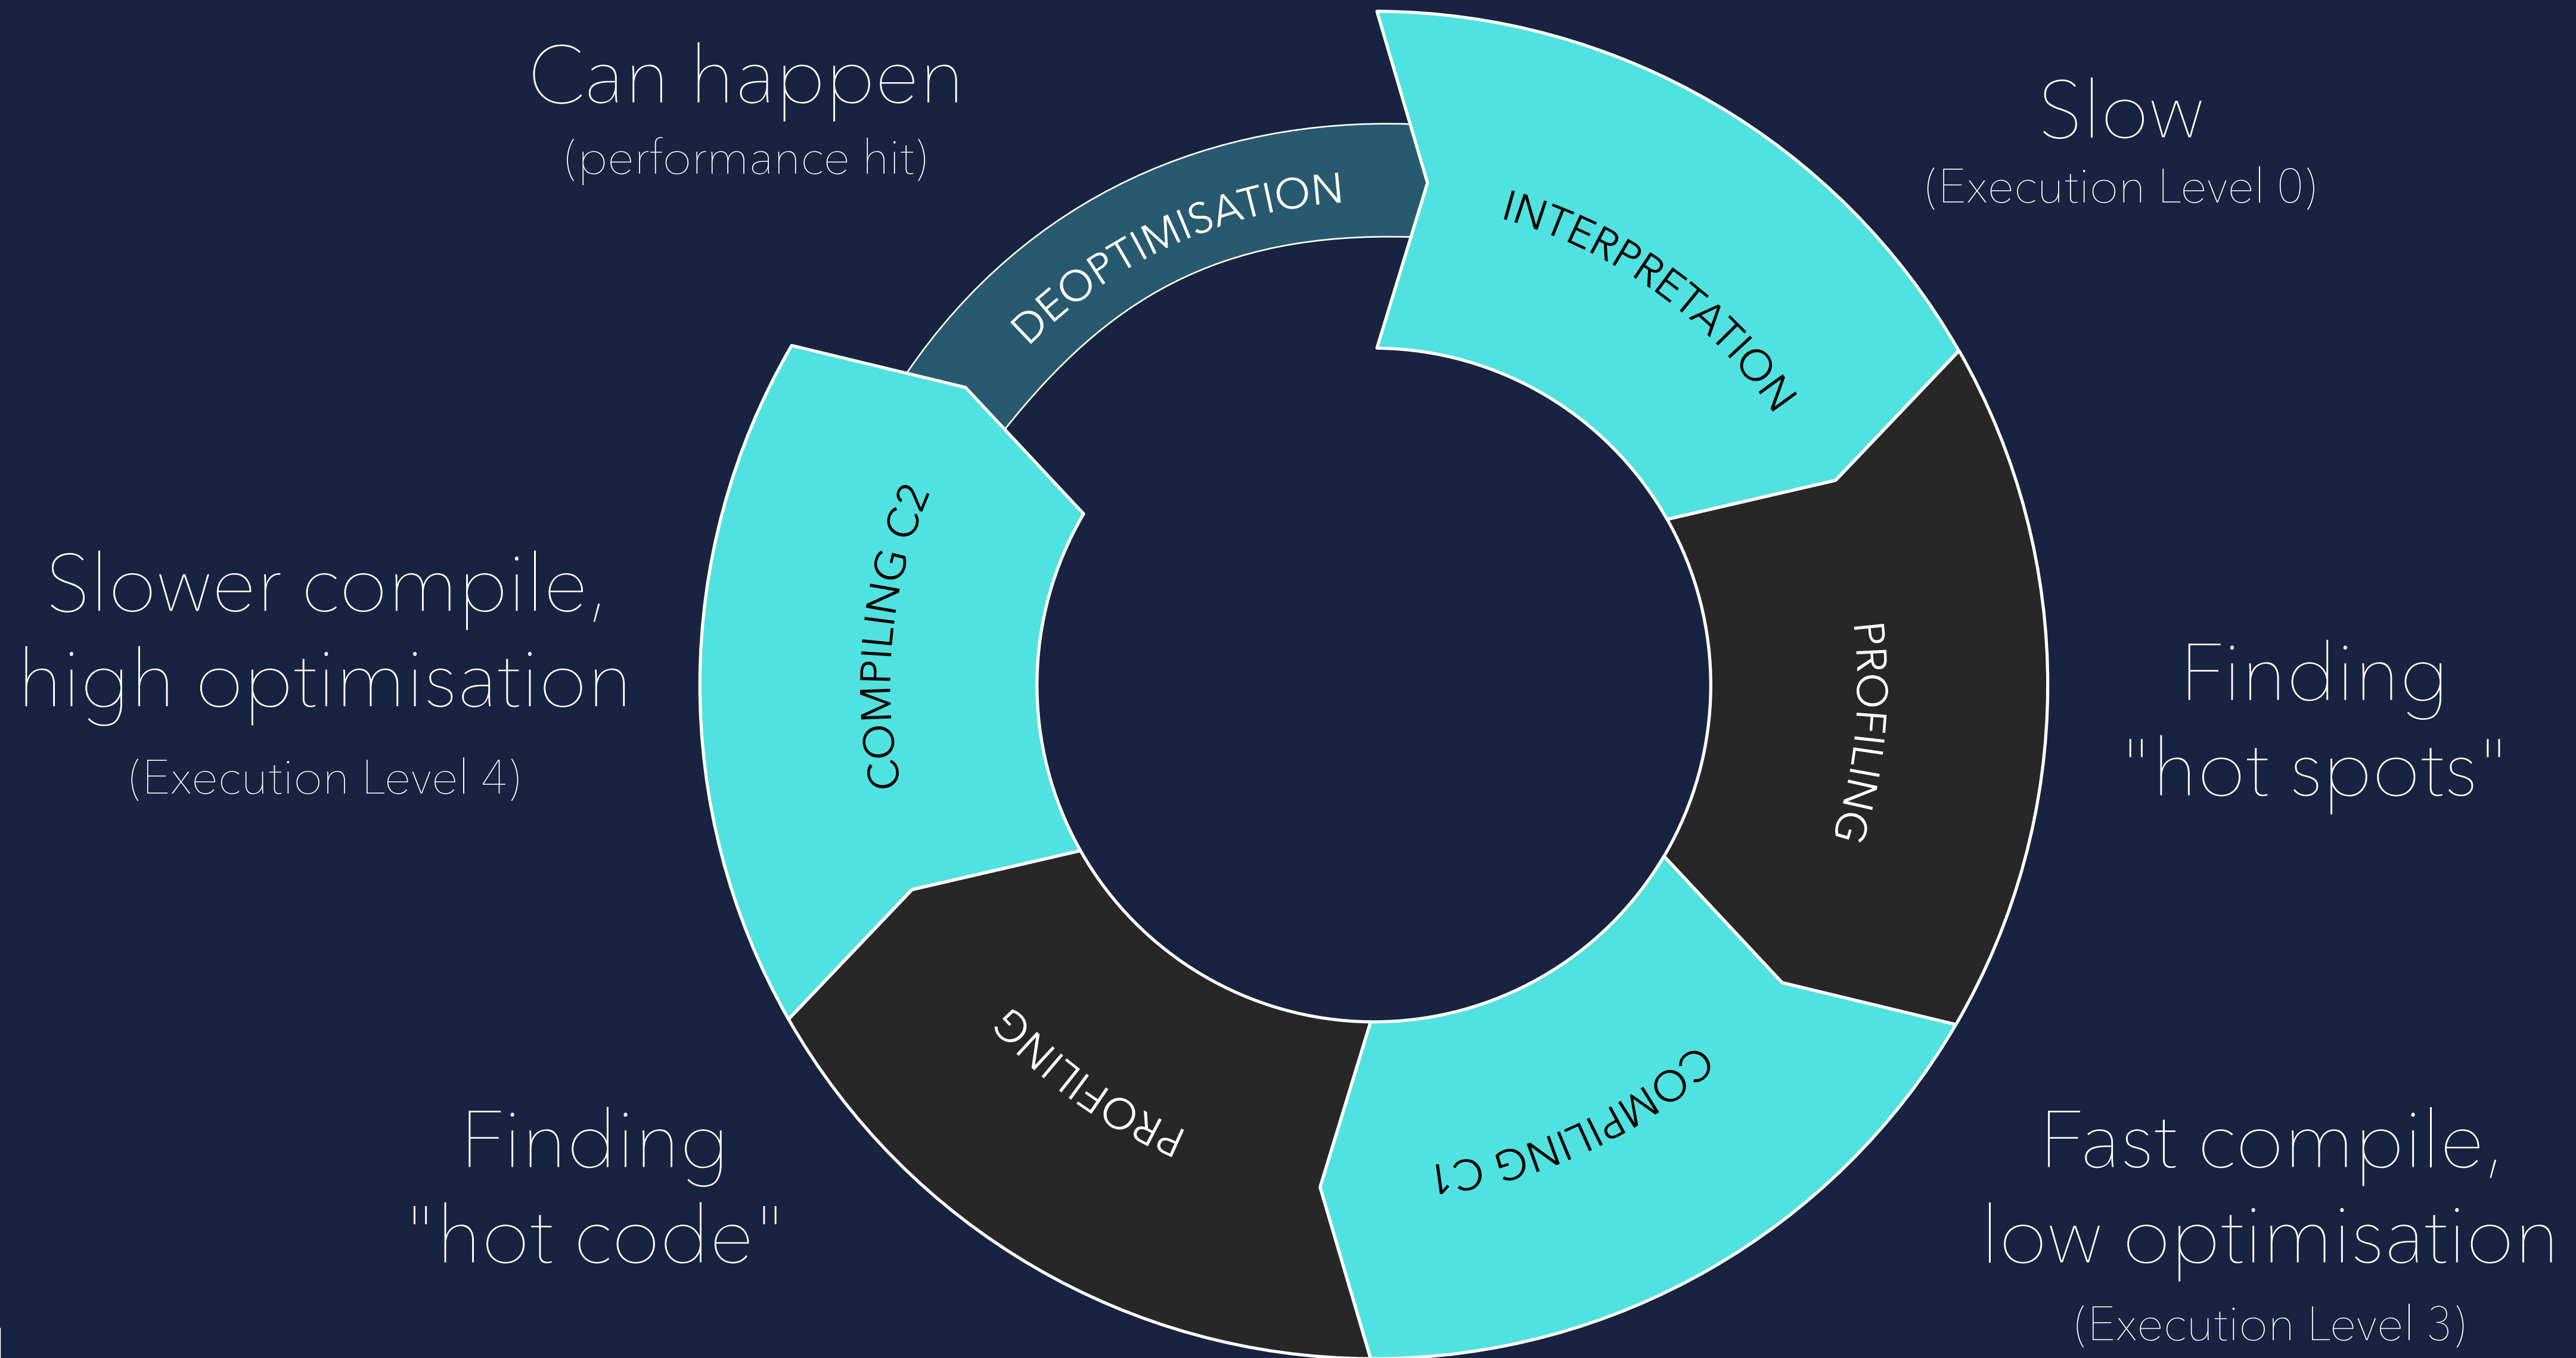 Can happen
(performance hit)
DEOPTIMISATION
INTERPRETATION
Slow
(Execution Level 0)
PROFILING
Finding
"hot spots"
COMPILING C1
Fast compile,
low optimisation
(Execution Level 3)
PROFILING
Finding
"hot code"
COMPILING C2
Slower compile,
high optimisation
(Execution Level 4)